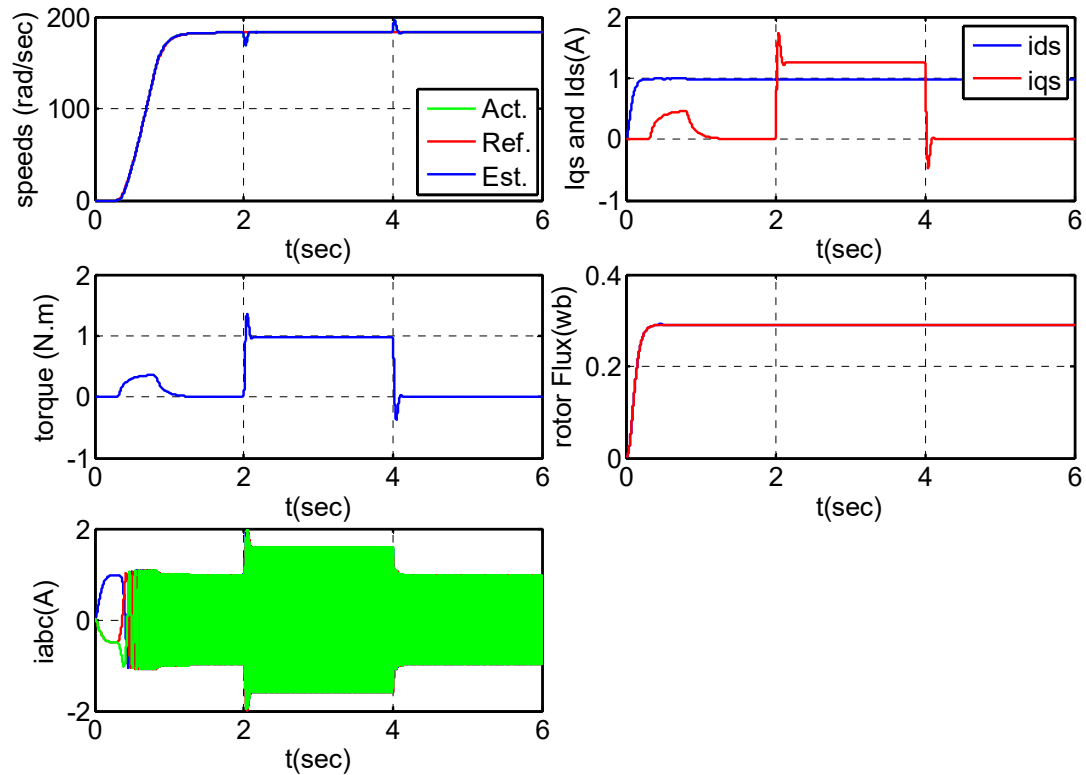 200
100
0
speeds (rad/sec)
Act.
Ref.
Est.
0 2 4 6
t(sec)
2
1
0
-1
Iqs and Ids(A)
ids
iqs
0 2 4 6
t(sec)
2
1
0
-1
torque (N.m)
0 2 4 6
t(sec)
0.4
0.2
0
rotor Flux(wb)
0 2 4 6
t(sec)
2
0
-2
iabc(A)
0 2 4 6
t(sec)